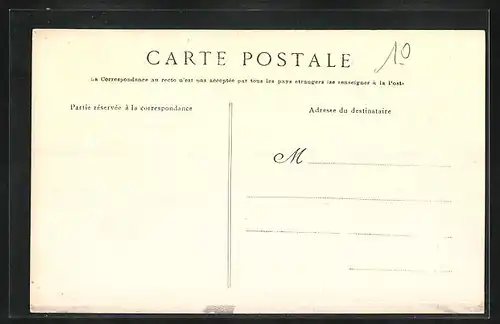 CARTE POSTALE
10
La Correspondance au recto n'est pas acceptée par tous les pays étrangers (se renseigner à la Poste
Partie réservée à la correspondance
Adresse du destinataire
M